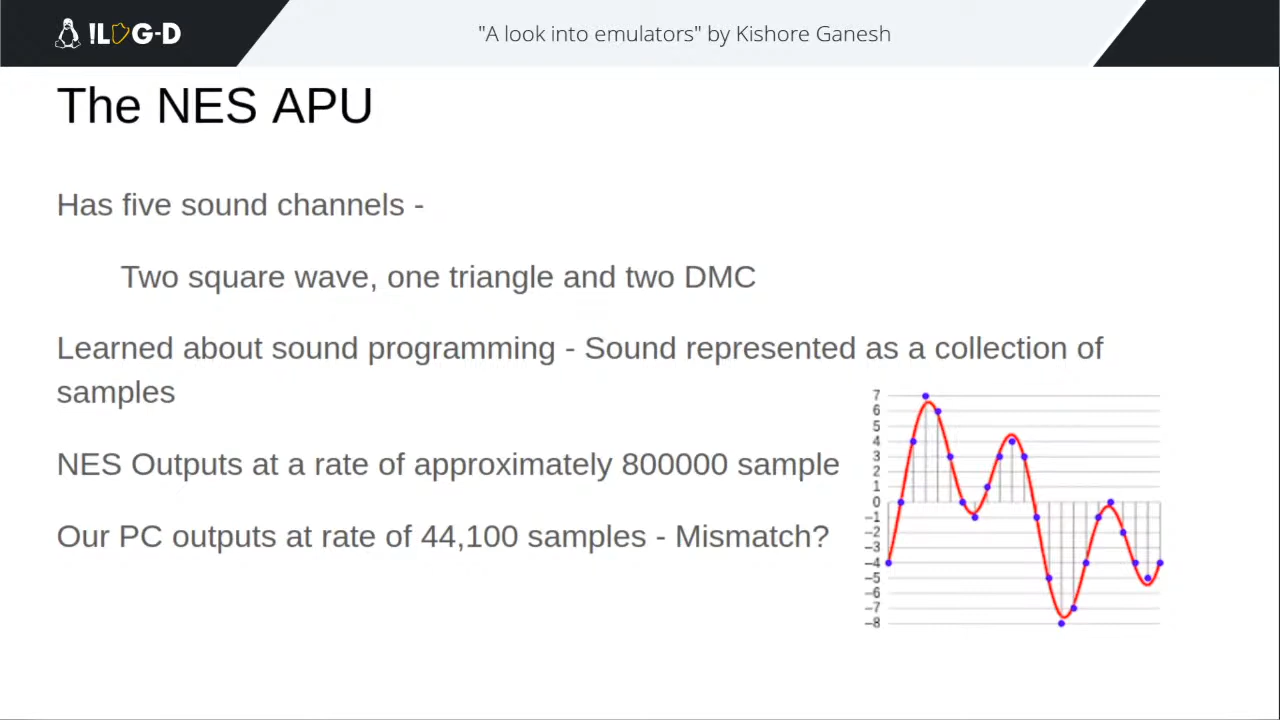 !LUG-D
"A look into emulators" by Kishore Ganesh
The NES APU
Has five sound channels -
Two square wave, one triangle and two DMC
Learned about sound programming - Sound represented as a collection of
samples
NES Outputs at a rate of approximately 800000 sample
Our PC outputs at rate of 44,100 samples - Mismatch?
7
6
5
4
3
2
1
0
−1
−2
−3
−4
−5
−6
−7
−8